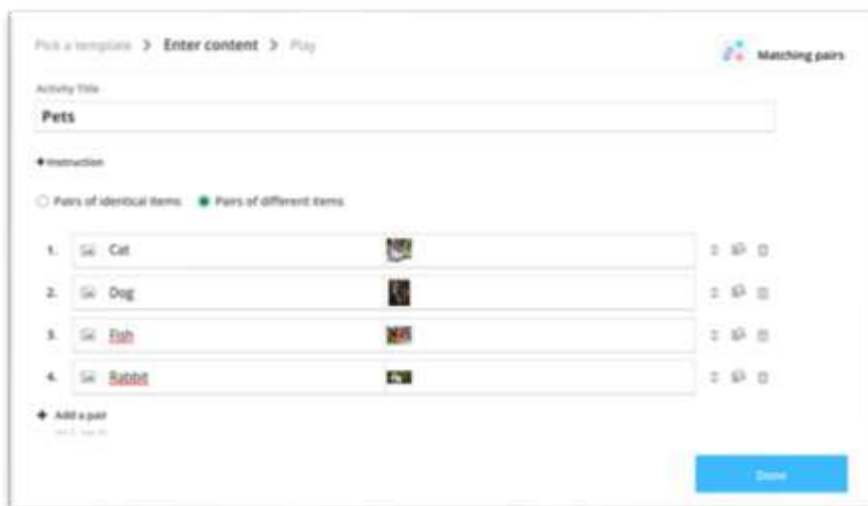 Pick a template > Enter content > Play
Matching pairs
Activity Title
Pets
+Instruction
Pairs of identical items Pairs of different items
1. Cat
2. Dog
3. Fish
4. Rabbit
+ Add a pair
Done